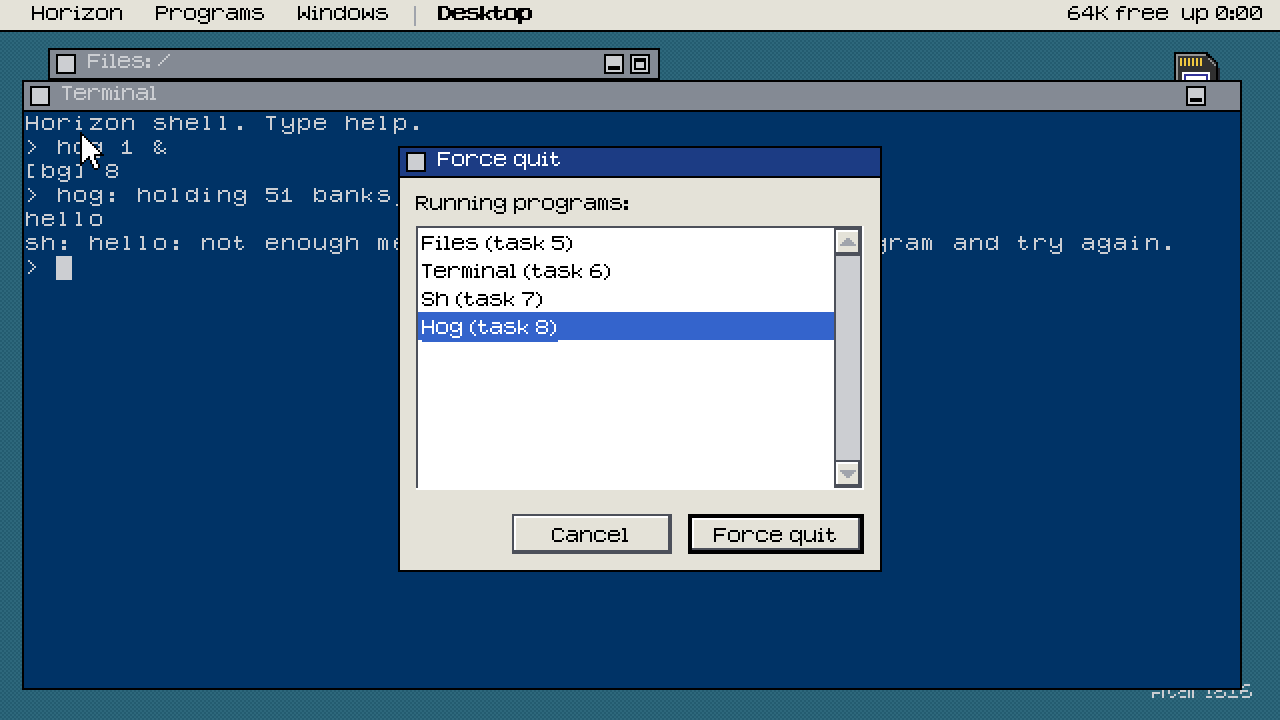 Horizon Programs Windows | Desktop 64K free up 0:00
Files: /
Terminal
Horizon shell. Type help.
> hog 1 &
[bg] 8
> hog: holding 51 banks,
hello
sh: hello: not enough me
gram and try again.
>
Force quit
Running programs:
Files (task 5)
Terminal (task 6)
Sh (task 7)
Hog (task 8)
Cancel Force quit